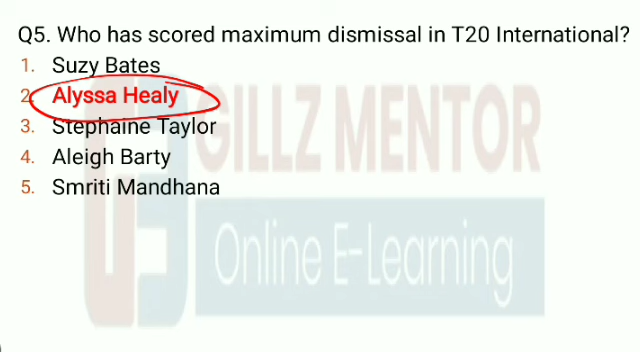 Q5. Who has scored maximum dismissal in T20 International?
1. Suzy Bates
2. Alyssa Healy
3. Stephaine Taylor
4. Aleigh Barty
5. Smriti Mandhana
GILLZ MENTOR
Online E-Learning